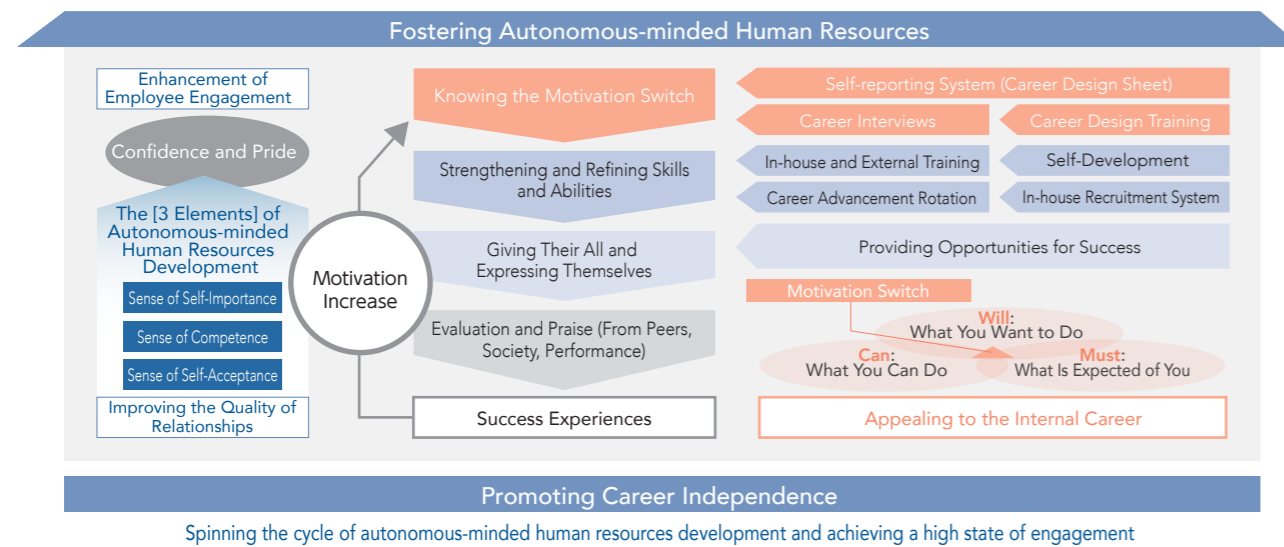 Fostering Autonomous-minded Human Resources
Enhancement of
Employee Engagement
Confidence and Pride
The [3 Elements] of
Autonomous-minded
Human Resources
Development
Sense of Self-Importance
Sense of Competence
Sense of Self-Acceptance
Improving the Quality of
Relationships
Motivation
Increase
Knowing the Motivation Switch
Strengthening and Refining Skills
and Abilities
Giving Their All and
Expressing Themselves
Evaluation and Praise (From Peers,
Society, Performance)
Success Experiences
Self-reporting System (Career Design Sheet)
Career Interviews
Career Design Training
In-house and External Training
Self-Development
Career Advancement Rotation
In-house Recruitment System
Providing Opportunities for Success
Motivation Switch
Will:
What You Want to Do
Can:
What You Can Do
Must:
What Is Expected of You
Appealing to the Internal Career
Promoting Career Independence
Spinning the cycle of autonomous-minded human resources development and achieving a high state of engagement